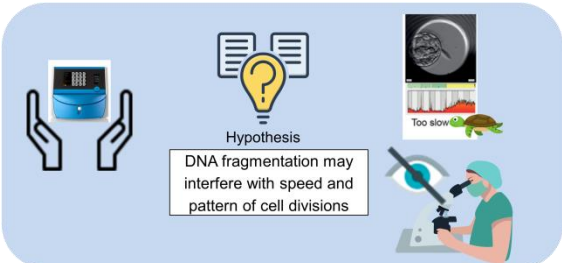 Hypothesis
DNA fragmentation may
interfere with speed and
pattern of cell divisions
Too slow